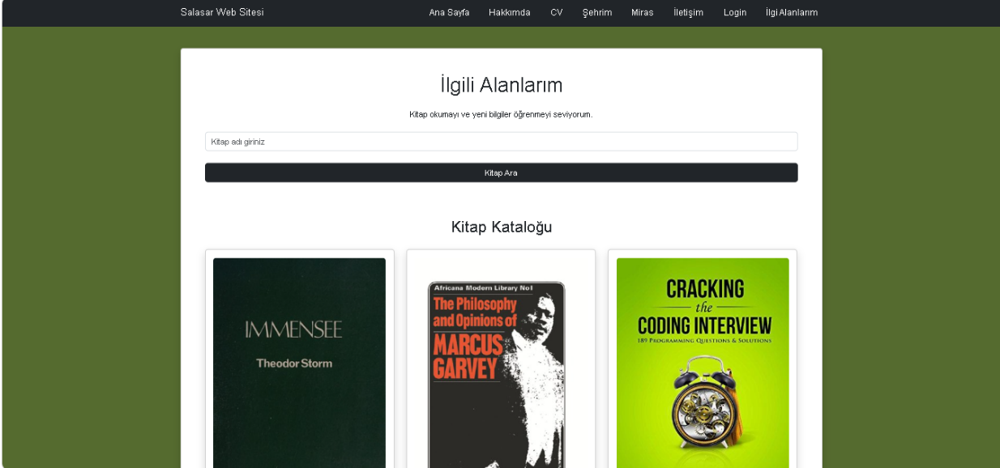 Salasar Web Sitesi
Ana Sayfa Hakkımda CV Şehrim Miras İletişim Login İlgi Alanlarım
İlgili Alanlarım
Kitap okumayı ve yeni bilgiler öğrenmeyi seviyorum.
Kitap adı giriniz
Kitap Ara
Kitap Kataloğu
IMMENSEE
Theodor Storm
Africana Modern Library No1
The Philosophy
and Opinions of
MARCUS
GARVEY
CRACKING
the
CODING INTERVIEW
189 PROGRAMMING QUESTIONS & SOLUTIONS